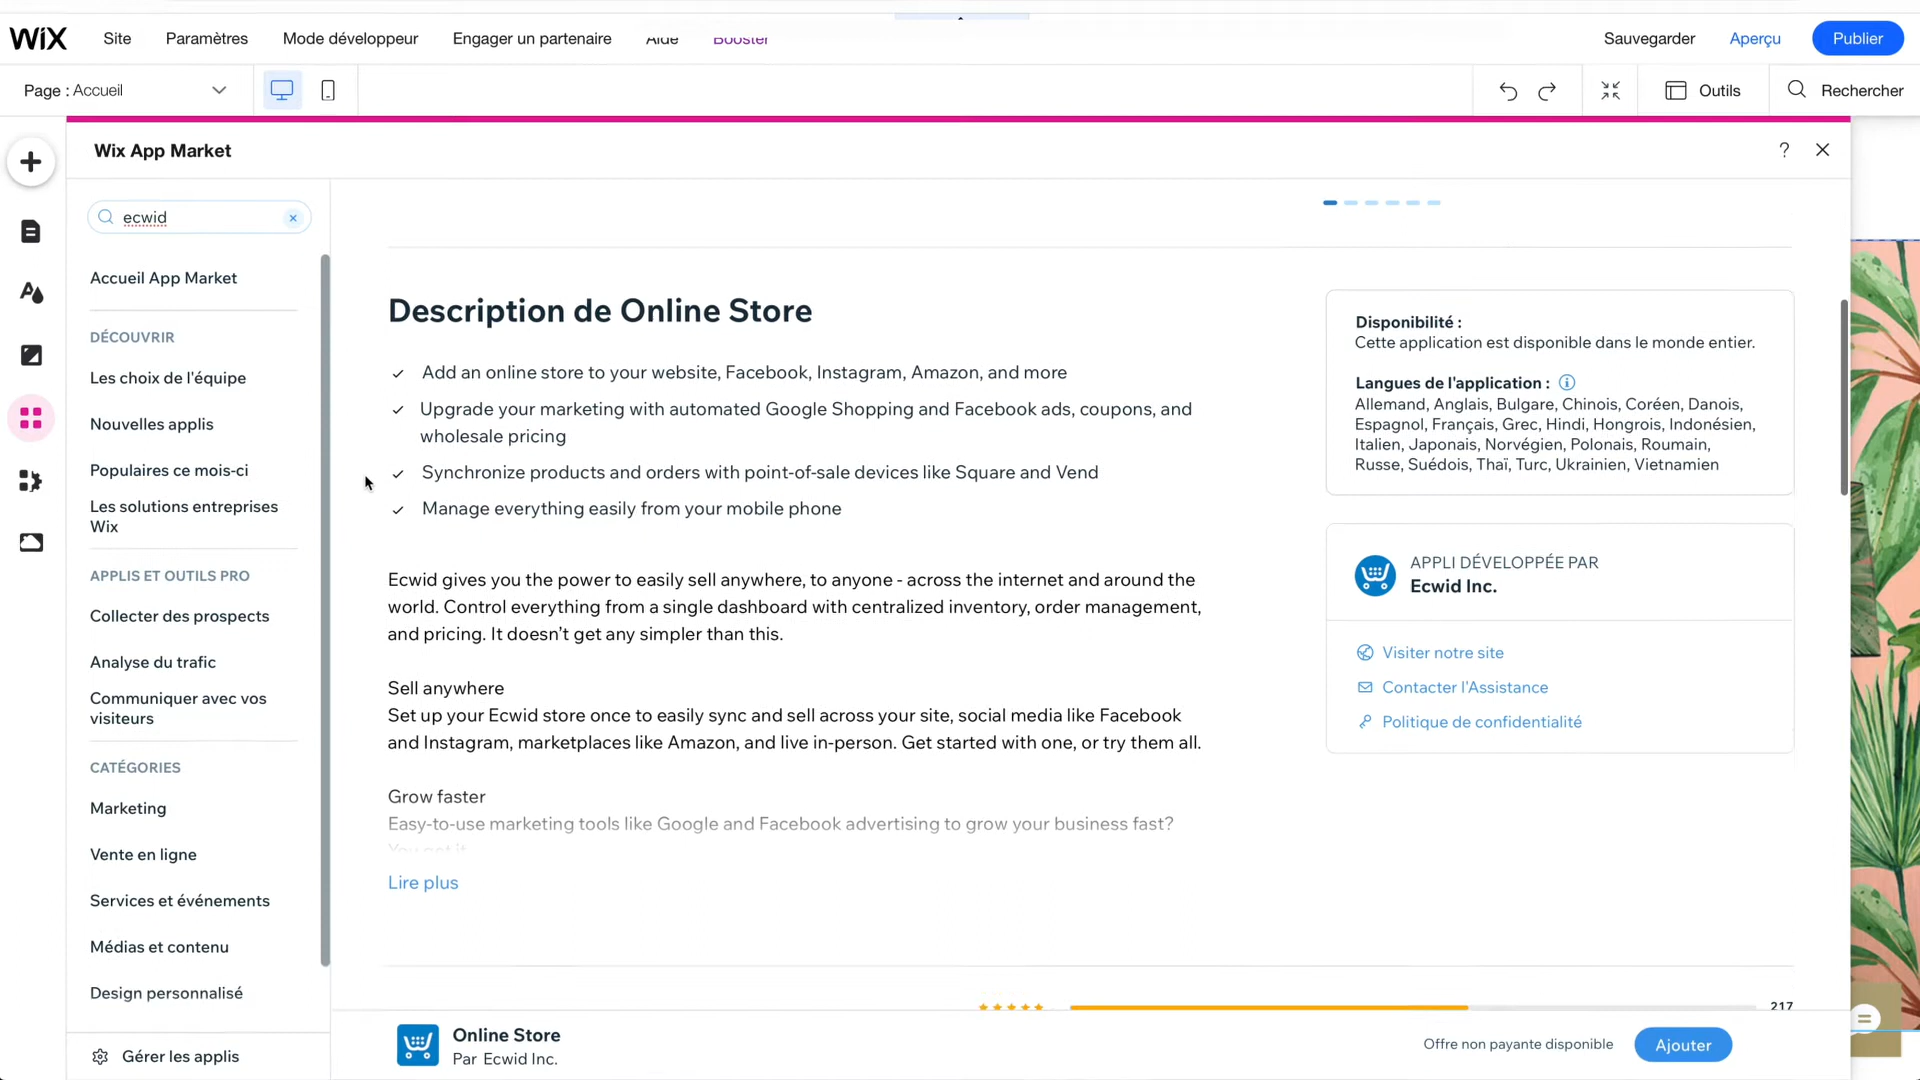 WiX
Site
Paramètres
Mode développeur
Engager un partenaire
Aide
Booster
Sauvegarder
Aperçu
Publier
Page : Accueil
Outils
Rechercher
Wix App Market
?
ecwid
Accueil App Market
DÉCOUVRIR
Les choix de l'équipe
Nouvelles applis
Populaires ce mois-ci
Les solutions entreprises
Wix
APPLIS ET OUTILS PRO
Collecter des prospects
Analyse du trafic
Communiquer avec vos
visiteurs
CATÉGORIES
Marketing
Vente en ligne
Services et événements
Médias et contenu
Design personnalisé
Gérer les applis
Description de Online Store
Add an online store to your website, Facebook, Instagram, Amazon, and more
Upgrade your marketing with automated Google Shopping and Facebook ads, coupons, and
wholesale pricing
Synchronize products and orders with point-of-sale devices like Square and Vend
Manage everything easily from your mobile phone
Ecwid gives you the power to easily sell anywhere, to anyone - across the internet and around the
world. Control everything from a single dashboard with centralized inventory, order management,
and pricing. It doesn't get any simpler than this.
Sell anywhere
Set up your Ecwid store once to easily sync and sell across your site, social media like Facebook
and Instagram, marketplaces like Amazon, and live in-person. Get started with one, or try them all.
Grow faster
Easy-to-use marketing tools like Google and Facebook advertising to grow your business fast?
You got it.
Lire plus
Disponibilité :
Cette application est disponible dans le monde entier.
Langues de l'application :
Allemand, Anglais, Bulgare, Chinois, Coréen, Danois,
Espagnol, Français, Grec, Hindi, Hongrois, Indonésien,
Italien, Japonais, Norvégien, Polonais, Roumain,
Russe, Suédois, Thaï, Turc, Ukrainien, Vietnamien
APPLI DÉVELOPPÉE PAR
Ecwid Inc.
Visiter notre site
Contacter l'Assistance
Politique de confidentialité
217
Online Store
Par Ecwid Inc.
Offre non payante disponible
Ajouter